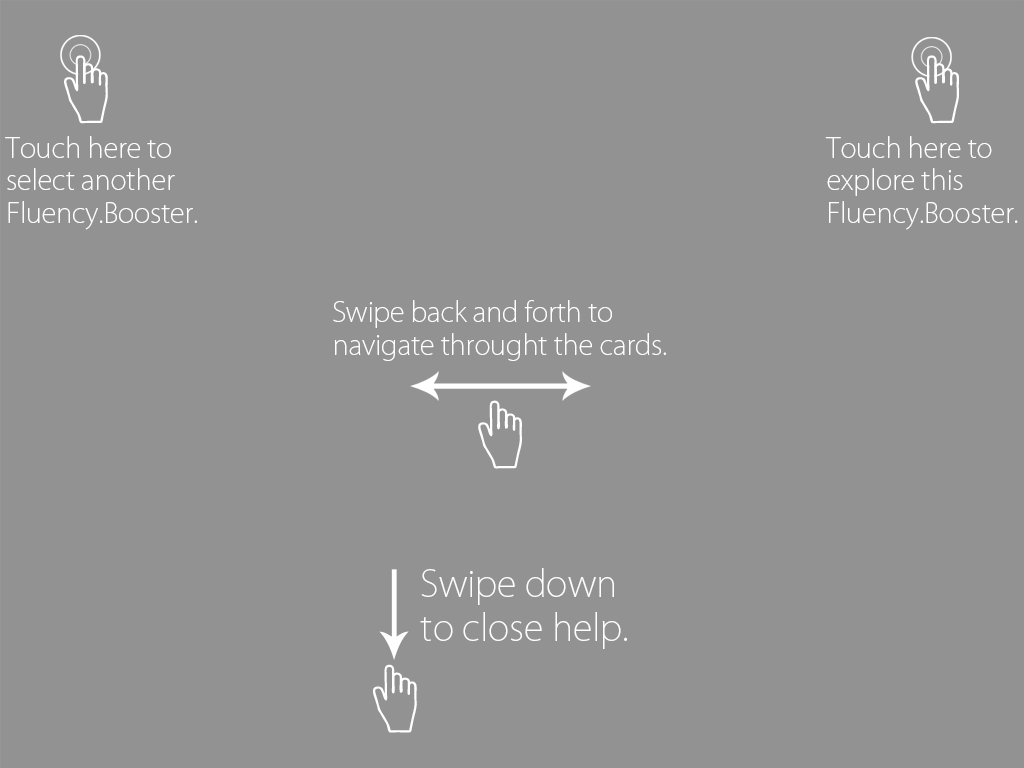 Touch here to
select another
Fluency.Booster.
Touch here to
explore this
Fluency.Booster.
Swipe back and forth to
navigate throught the cards.
Swipe down
to close help.